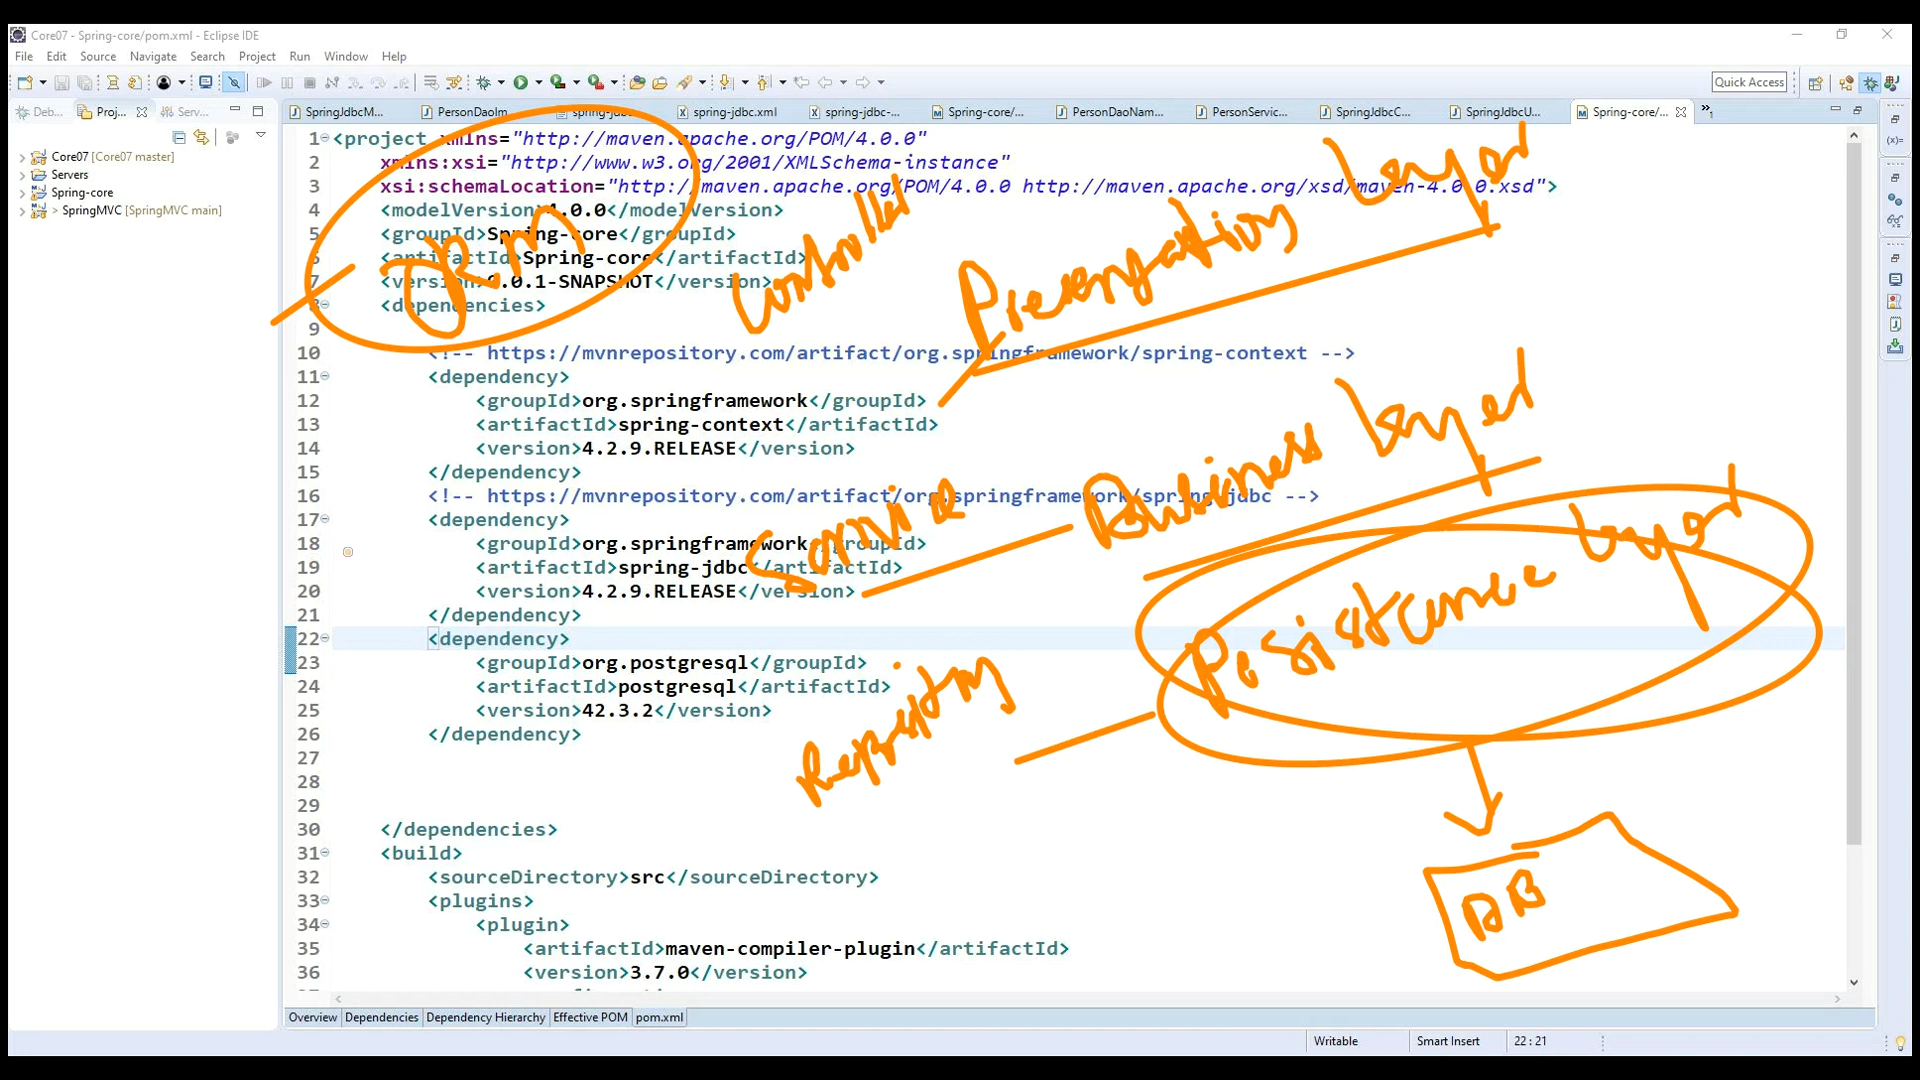 Core07 - Spring-core/pom.xml - Eclipse IDE
File Edit Source Navigate Search Project Run Window Help
Quick Access
Deb... Proj... Serv...
SpringJdbcM... PersonDaoIm... spring-jdbc... spring-jdbc.xml spring-jdbc-... Spring-core/... PersonDaoNam... PersonServic... SpringJdbcC... SpringJdbcU... Spring-core/... »1
Core07 [Core07 master]
Servers
Spring-core
> SpringMVC [SpringMVC main]
1 <project xmlns="http://maven.apache.org/POM/4.0.0"
2 xmlns:xsi="http://www.w3.org/2001/XMLSchema-instance"
3 xsi:schemaLocation="http://maven.apache.org/POM/4.0.0 http://maven.apache.org/xsd/maven-4.0.0.xsd">
4 <modelVersion>4.0.0</modelVersion>
5 <groupId>Spring-core</groupId>
6 <artifactId>Spring-core</artifactId>
7 <version>0.0.1-SNAPSHOT</version>
8 <dependencies>
9
10 <!-- https://mvnrepository.com/artifact/org.springframework/spring-context -->
11 <dependency>
12 <groupId>org.springframework</groupId>
13 <artifactId>spring-context</artifactId>
14 <version>4.2.9.RELEASE</version>
15 </dependency>
16 <!-- https://mvnrepository.com/artifact/org.springframework/spring-jdbc -->
17 <dependency>
18 <groupId>org.springframework</groupId>
19 <artifactId>spring-jdbc</artifactId>
20 <version>4.2.9.RELEASE</version>
21 </dependency>
22 <dependency>
23 <groupId>org.postgresql</groupId>
24 <artifactId>postgresql</artifactId>
25 <version>42.3.2</version>
26 </dependency>
27
28
29
30 </dependencies>
31 <build>
32 <sourceDirectory>src</sourceDirectory>
33 <plugins>
34 <plugin>
35 <artifactId>maven-compiler-plugin</artifactId>
36 <version>3.7.0</version>
ORM
Controller
Presentation Layer
Service
Business Layer
Persistence Layer
DB
Overview Dependencies Dependency Hierarchy Effective POM pom.xml
Writable Smart Insert 22 : 21